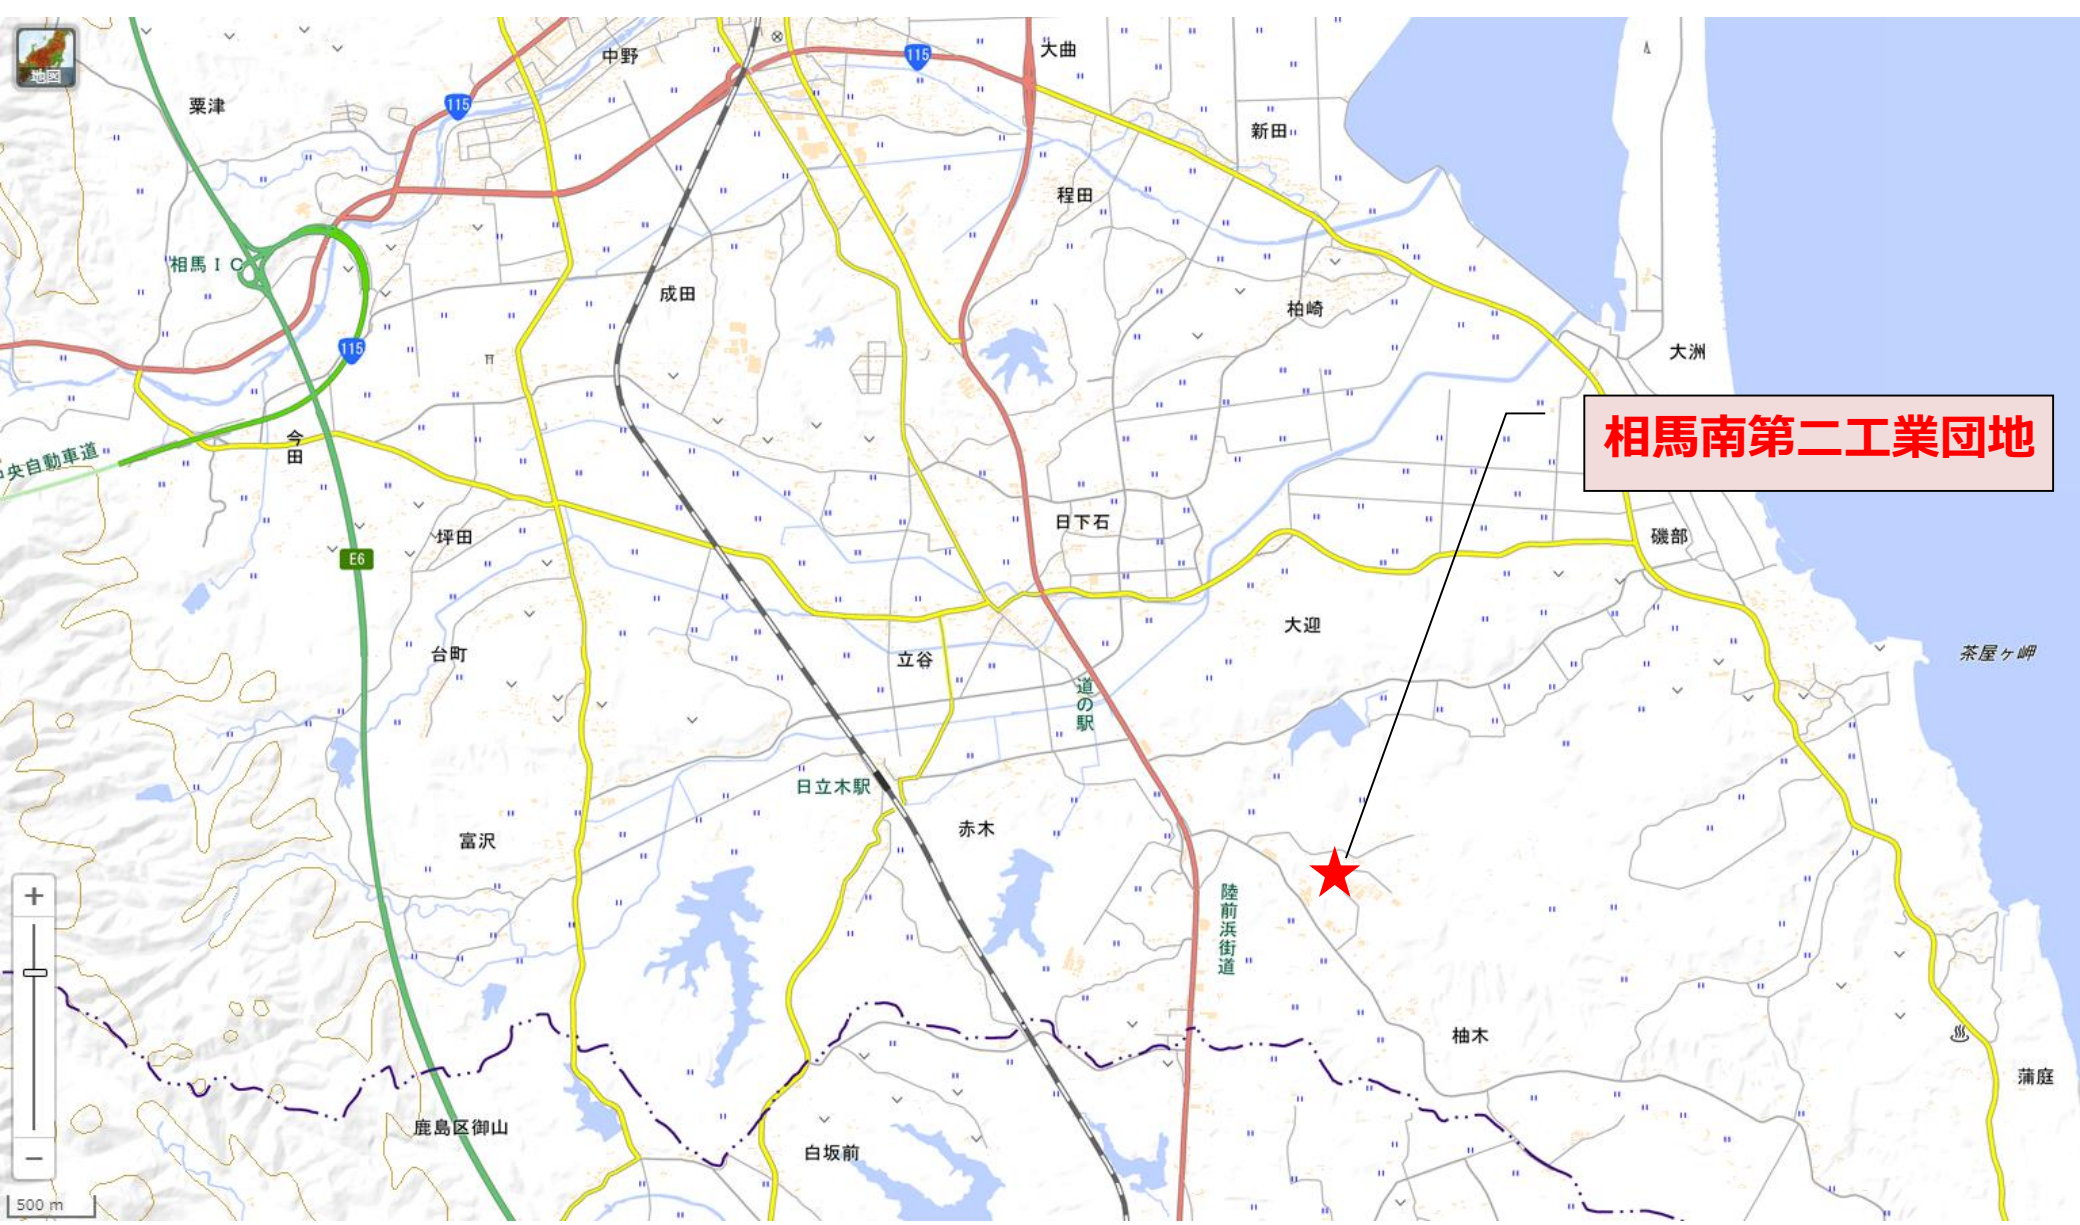 地図
中野
大曲
115
115
粟津
新田
程田
相馬ＩＣ
成田
柏崎
115
大洲
相馬南第二工業団地
今田
央自動車道
日下石
坪田
磯部
E6
大迎
台町
立谷
茶屋ヶ岬
道の駅
日立木駅
赤木
富沢
陸前浜街道
柚木
蒲庭
鹿島区御山
白坂前
500 m